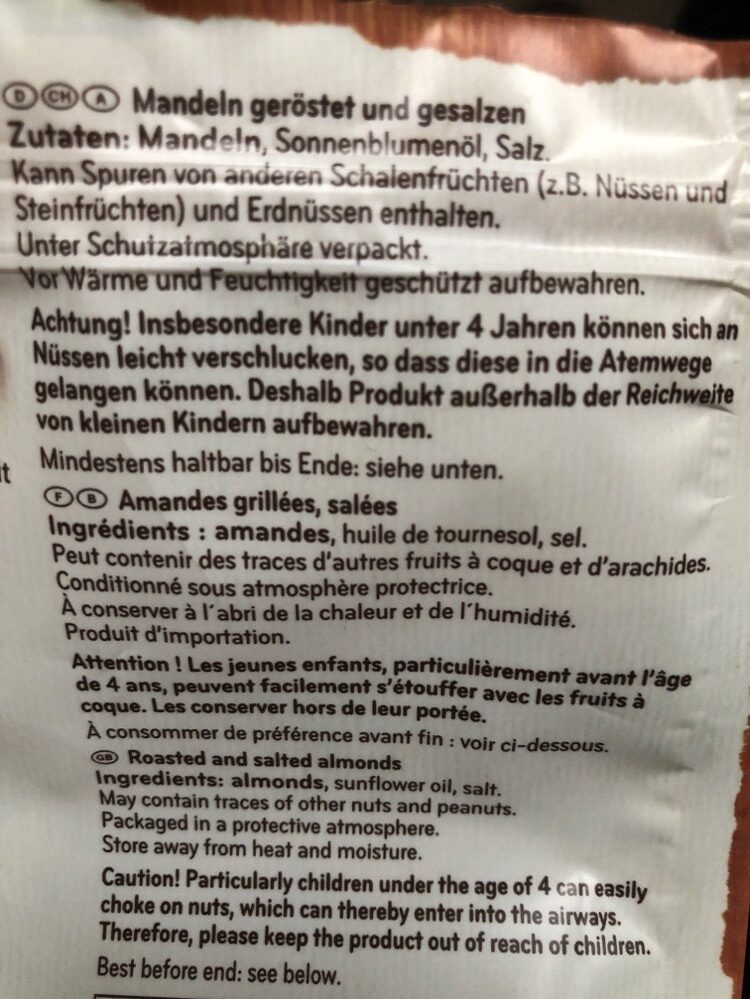 D CH A Mandeln geröstet und gesalzen
Zutaten: Mandeln, Sonnenblumenöl, Salz.
Kann Spuren von anderen Schalenfrüchten (z.B. Nüssen und
Steinfrüchten) und Erdnüssen enthalten.
Unter Schutzatmosphäre verpackt.
Vor Wärme und Feuchtigkeit geschützt aufbewahren.
Achtung! Insbesondere Kinder unter 4 Jahren können sich an
Nüssen leicht verschlucken, so dass diese in die Atemwege
gelangen können. Deshalb Produkt außerhalb der Reichweite
von kleinen Kindern aufbewahren.
Mindestens haltbar bis Ende: siehe unten.
F B Amandes grillées, salées
Ingrédients : amandes, huile de tournesol, sel.
Peut contenir des traces d'autres fruits à coque et d'arachides.
Conditionné sous atmosphère protectrice.
À conserver à l´abri de la chaleur et de l´humidité.
Produit d'importation.
Attention ! Les jeunes enfants, particulièrement avant l'âge
de 4 ans, peuvent facilement s'étouffer avec les fruits à
coque. Les conserver hors de leur portée.
À consommer de préférence avant fin : voir ci-dessous.
GB Roasted and salted almonds
Ingredients: almonds, sunflower oil, salt.
May contain traces of other nuts and peanuts.
Packaged in a protective atmosphere.
Store away from heat and moisture.
Caution! Particularly children under the age of 4 can easily
choke on nuts, which can thereby enter into the airways.
Therefore, please keep the product out of reach of children.
Best before end: see below.